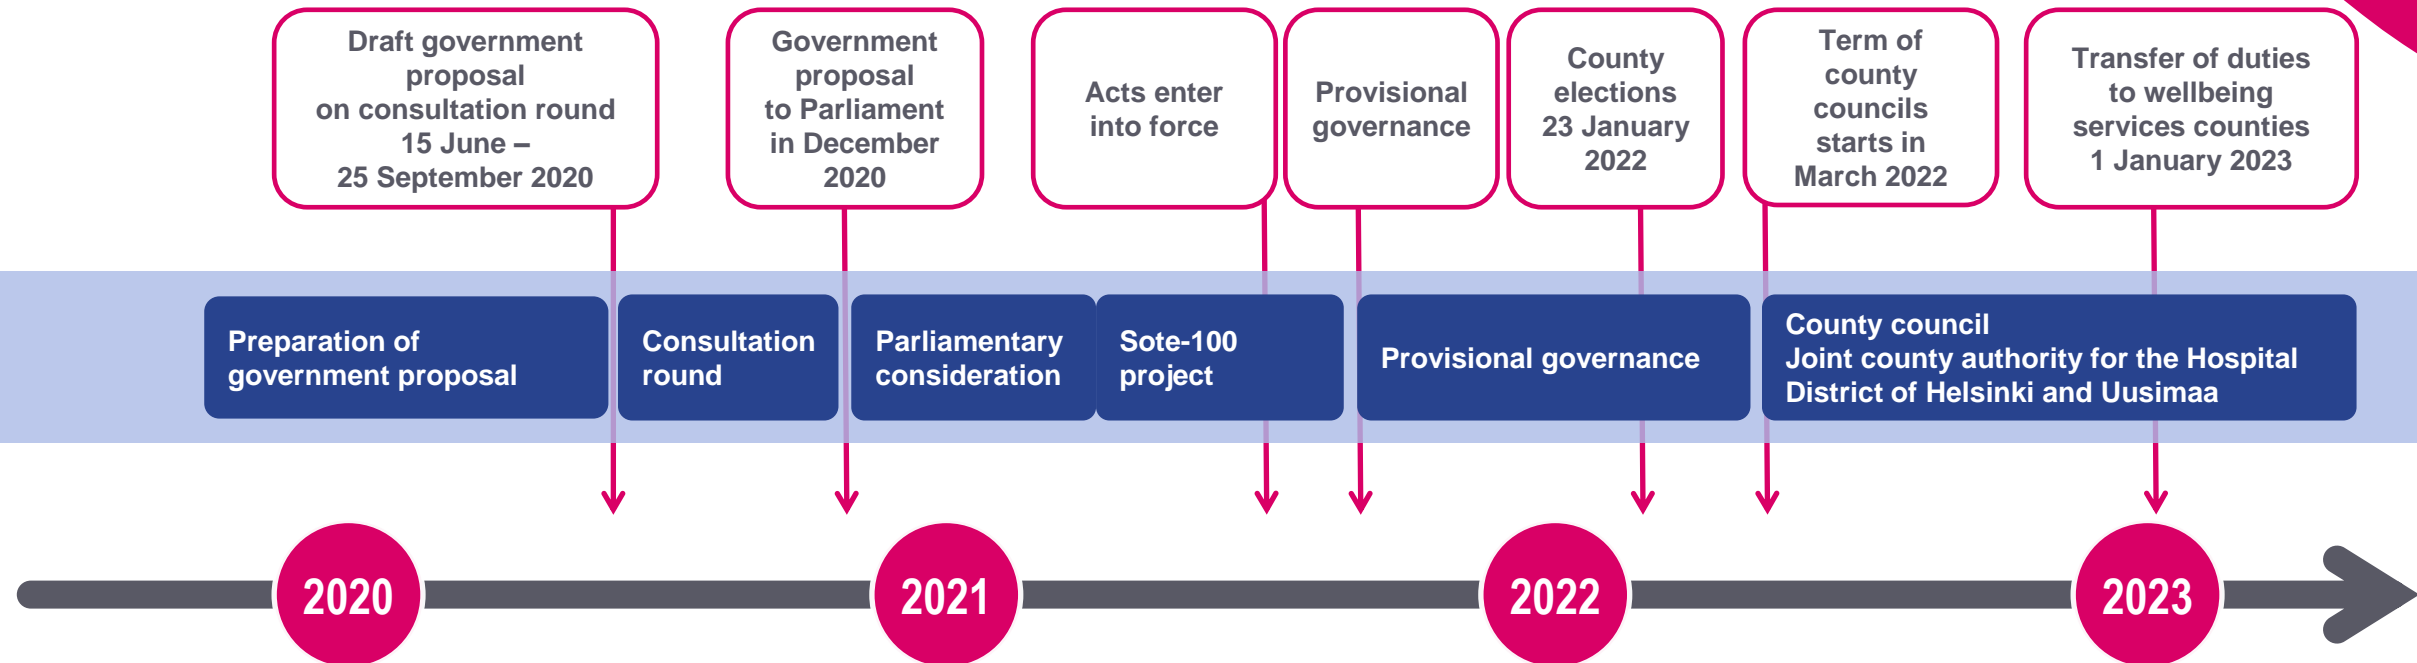 Draft government
proposal
on consultation round
15 June –
25 September 2020
Government
proposal
to Parliament
in December
2020
Acts enter
into force
Provisional
governance
County
elections
23 January
2022
Term of
county
councils
starts in
March 2022
Transfer of duties
to wellbeing
services counties
1 January 2023
Preparation of
government proposal
Consultation
round
Parliamentary
consideration
Sote-100
project
Provisional governance
County council
Joint county authority for the Hospital
District of Helsinki and Uusimaa
2020
2021
2022
2023